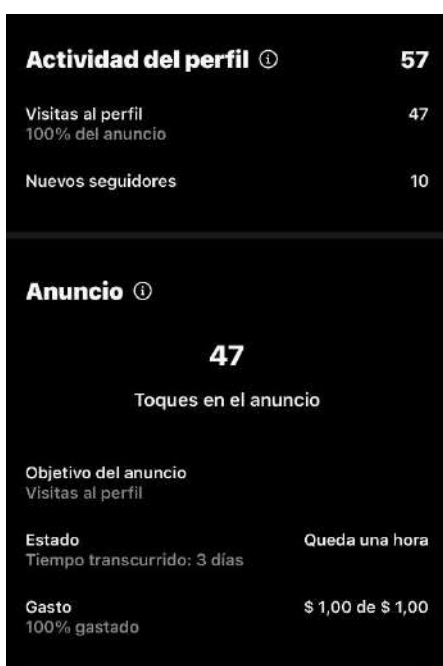 Actividad del perfil 57
Visitas al perfil 47
100% del anuncio
Nuevos seguidores 10
Anuncio
47
Toques en el anuncio
Objetivo del anuncio
Visitas al perfil
Estado Queda una hora
Tiempo transcurrido: 3 días
Gasto $ 1,00 de $ 1,00
100% gastado